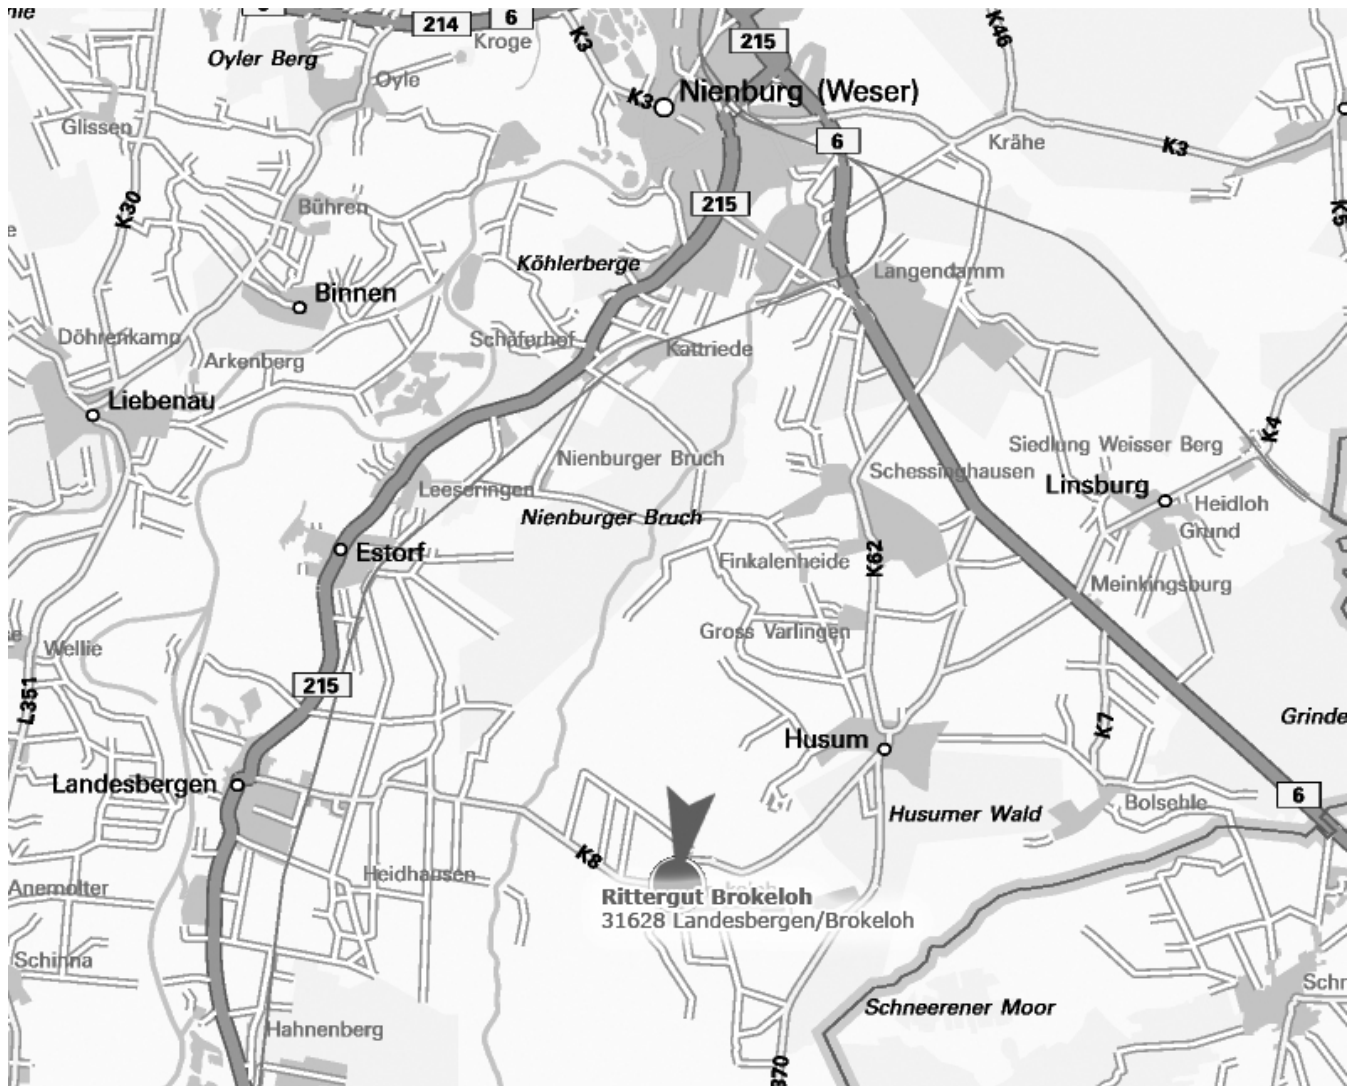 hle
214
6
K3
Kroge
215
K46
Oyler Berg
Oyle
K3
Nienburg (Weser)
Glissen
6
Krähe
K3
K30
Bühren
215
K5
e
Köhlerberge
Langendamm
Binnen
Döhrenkamp
Schäferhof
Kattriede
Arkenberg
Liebenau
K4
Siedlung Weisser Berg
Nienburger Bruch
Schessinghausen
Leeseringen
Linsburg
Heidloh
Nienburger Bruch
Grund
Estorf
Finkalenheide
K62
Meinkingsburg
Gross Varlingen
se
Wellie
215
L351
Grinde
K7
Husum
Landesbergen
6
Bolsehle
Husumer Wald
K8
Heidhausen
Anemolter
Rittergut Brokeloh
31628 Landesbergen/Brokeloh
Schinna
Schr
Schneerener Moor
Hahnenberg
370